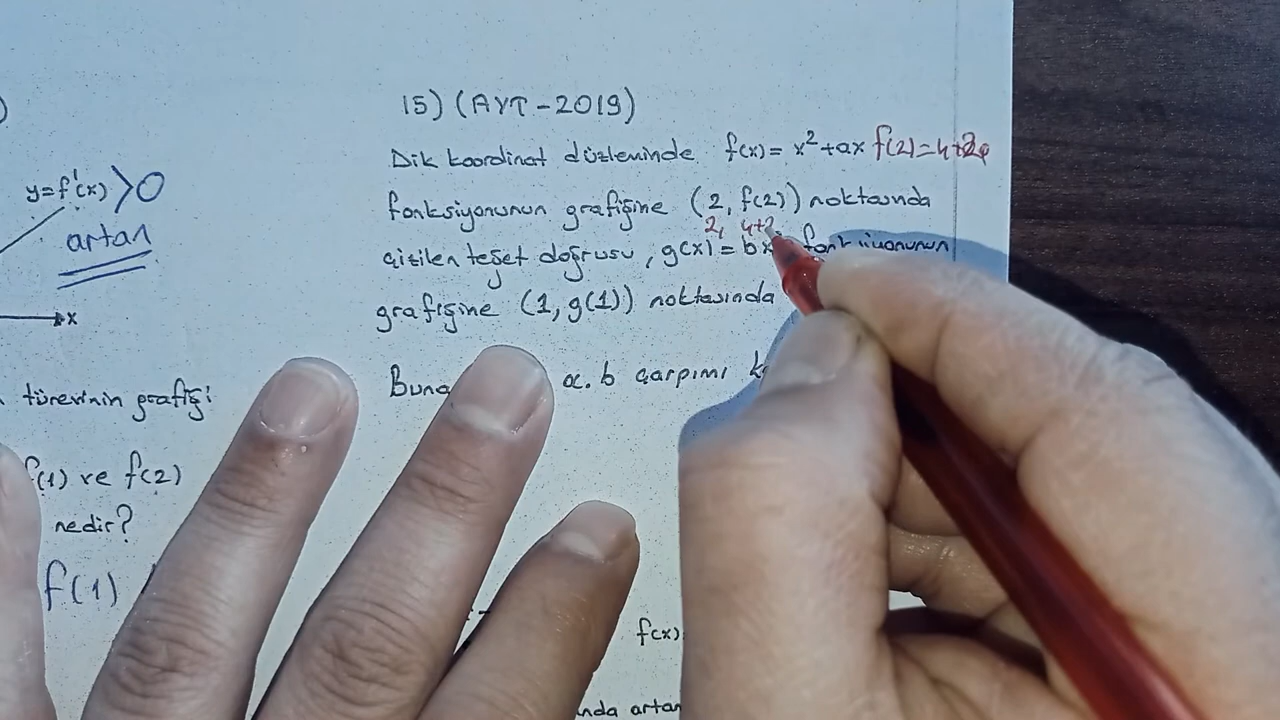 y=f'(x) >0
artan
x
türevinin grafiği
f(1) ve f(2)
nedir?
f(1)
15) (AYT-2019)
Dik koordinat düzleminde f(x)= x²+ax f(2)=4+2a
fonksiyonunun grafiğine (2, f(2)) noktasında
2, 4+2
çizilen teğet doğrusu, g(x) = bx
grafiğine (1, g(1)) noktasında
a.b çarpımı
f(x)
artan